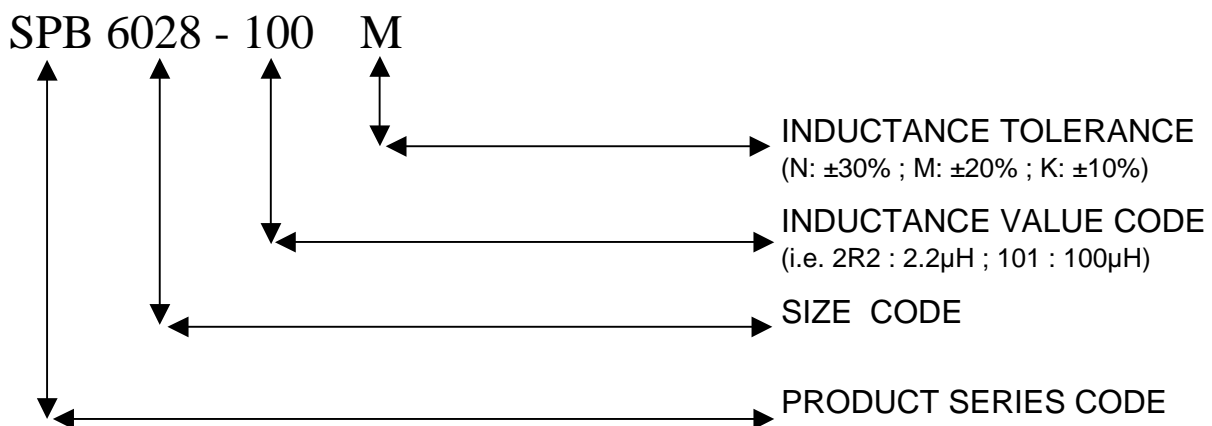 SPB 6028 - 100 M
INDUCTANCE TOLERANCE
(N: ±30% ; M: ±20% ; K: ±10%)
INDUCTANCE VALUE CODE
(i.e. 2R2 : 2.2µH ; 101 : 100µH)
SIZE CODE
PRODUCT SERIES CODE